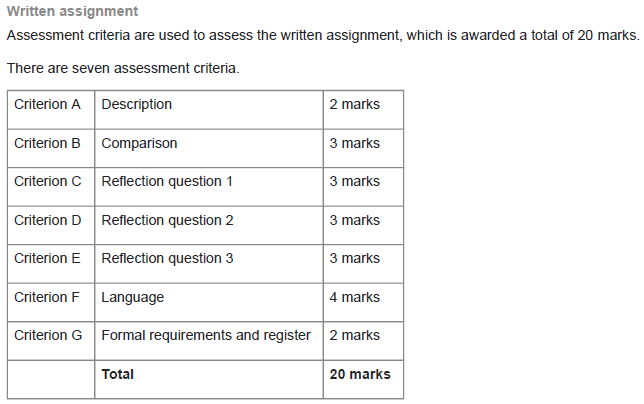 Written assignment
Assessment criteria are used to assess the written assignment, which is awarded a total of 20 marks.
There are seven assessment criteria.
Criterion A Description 2 marks
Criterion B Comparison 3 marks
Criterion C Reflection question 1 3 marks
Criterion D Reflection question 2 3 marks
Criterion E Reflection question 3 3 marks
Criterion F Language 4 marks
Criterion G Formal requirements and register 2 marks
Total 20 marks